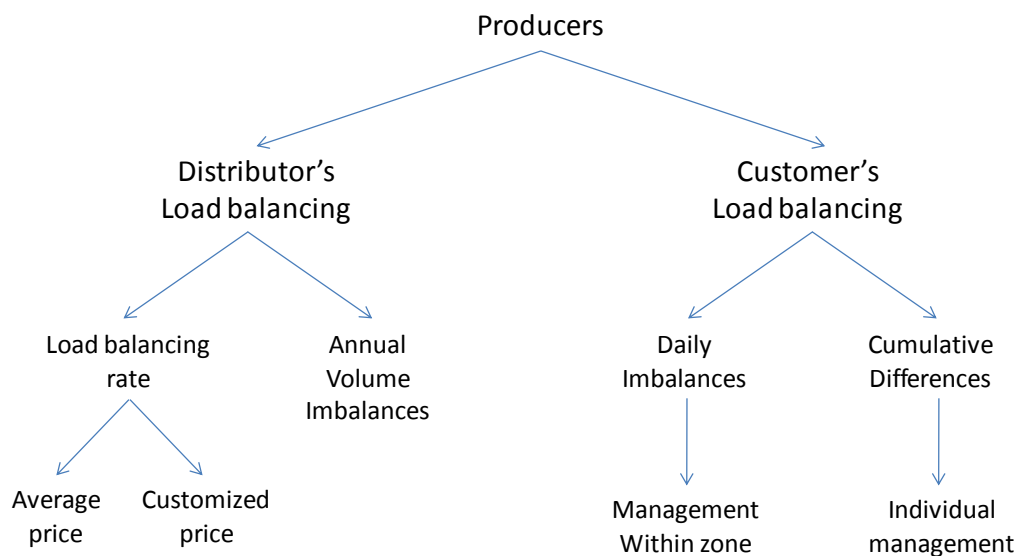 Producers
Distributor's
Load balancing
Customer's
Load balancing
Load balancing
rate
Annual
Volume
Imbalances
Daily
Imbalances
Cumulative
Differences
Average
price
Customized
price
Management
Within zone
Individual
management